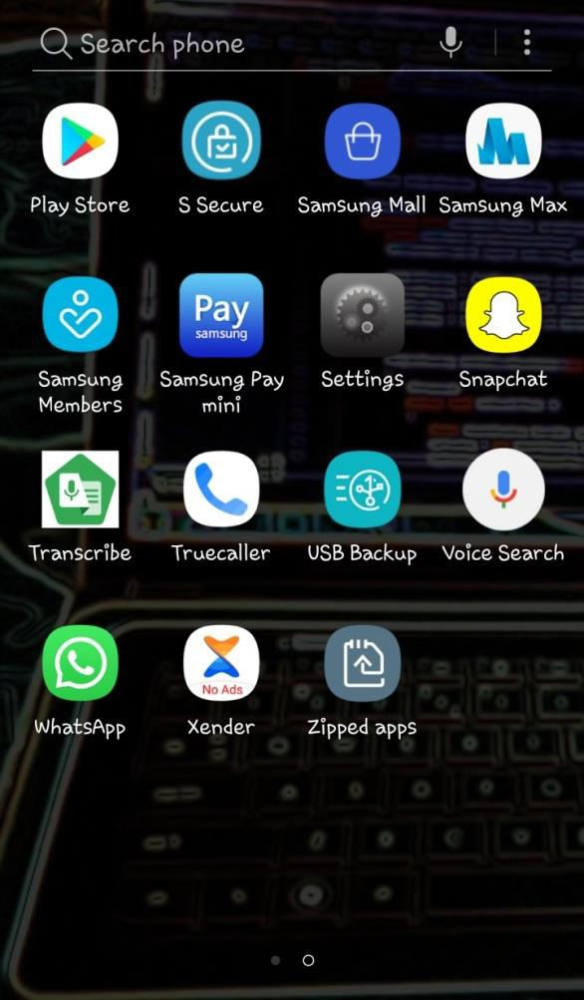 Search phone
Play Store
S Secure
Samsung Mall
Samsung Max
Pay
samsung
Samsung
Members
Samsung Pay
mini
Settings
Snapchat
Transcribe
Truecaller
USB Backup
Voice Search
No Ads
WhatsApp
Xender
Zipped apps